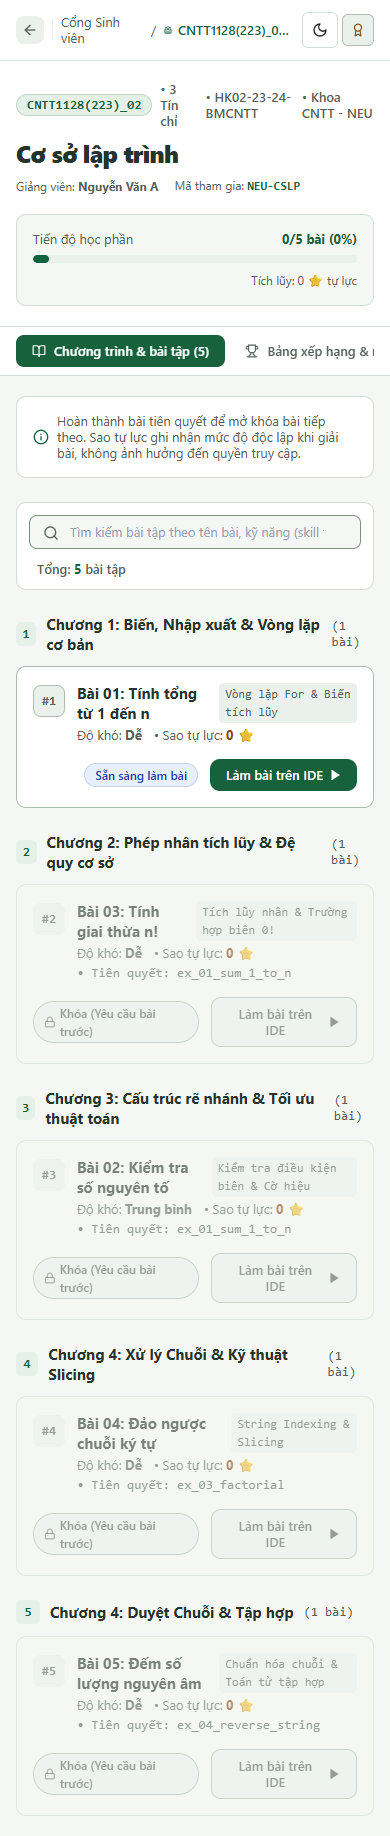 Cổng Sinh viên / CNTT1128(223)_0...
CNTT1128(223)_02 • 3 Tín chỉ • HK02-23-24-BMCNTT • Khoa CNTT - NEU
Cơ sở lập trình
Giảng viên: Nguyễn Văn A Mã tham gia: NEU-CSLP
Tiến độ học phần 0/5 bài (0%)
Tích lũy: 0 ⭐ tự lực
Chương trình & bài tập (5) Bảng xếp hạng &
Hoàn thành bài tiên quyết để mở khóa bài tiếp
theo. Sao tự lực ghi nhận mức độ độc lập khi giải
bài, không ảnh hưởng đến quyền truy cập.
Tìm kiếm bài tập theo tên bài, kỹ năng (skill
Tổng: 5 bài tập
1 Chương 1: Biến, Nhập xuất & Vòng lặp (1
cơ bản bài)
#1 Bài 01: Tính tổng Vòng lặp For & Biến
từ 1 đến n tích lũy
Độ khó: Dễ • Sao tự lực: 0 ⭐
Sẵn sàng làm bài Làm bài trên IDE ▶
2 Chương 2: Phép nhân tích lũy & Đệ (1
quy cơ sở bài)
#2 Bài 03: Tính Tích lũy nhân & Trường
giai thừa n! hợp biên 0!
Độ khó: Dễ • Sao tự lực: 0 ⭐
• Tiên quyết: ex_01_sum_1_to_n
Khóa (Yêu cầu bài Làm bài trên ▶
trước) IDE
3 Chương 3: Cấu trúc rẽ nhánh & Tối ưu (1
thuật toán bài)
#3 Bài 02: Kiểm tra Kiểm tra điều kiện
số nguyên tố biên & Cờ hiệu
Độ khó: Trung bình • Sao tự lực: 0 ⭐
• Tiên quyết: ex_01_sum_1_to_n
Khóa (Yêu cầu bài Làm bài trên ▶
trước) IDE
4 Chương 4: Xử lý Chuỗi & Kỹ thuật (1
Slicing bài)
#4 Bài 04: Đảo ngược String Indexing &
chuỗi ký tự Slicing
Độ khó: Dễ • Sao tự lực: 0 ⭐
• Tiên quyết: ex_03_factorial
Khóa (Yêu cầu bài Làm bài trên ▶
trước) IDE
5 Chương 4: Duyệt Chuỗi & Tập hợp (1 bài)
#5 Bài 05: Đếm số Chuẩn hóa chuỗi &
lượng nguyên âm Toán tử tập hợp
Độ khó: Dễ • Sao tự lực: 0 ⭐
• Tiên quyết: ex_04_reverse_string
Khóa (Yêu cầu bài Làm bài trên ▶
trước) IDE